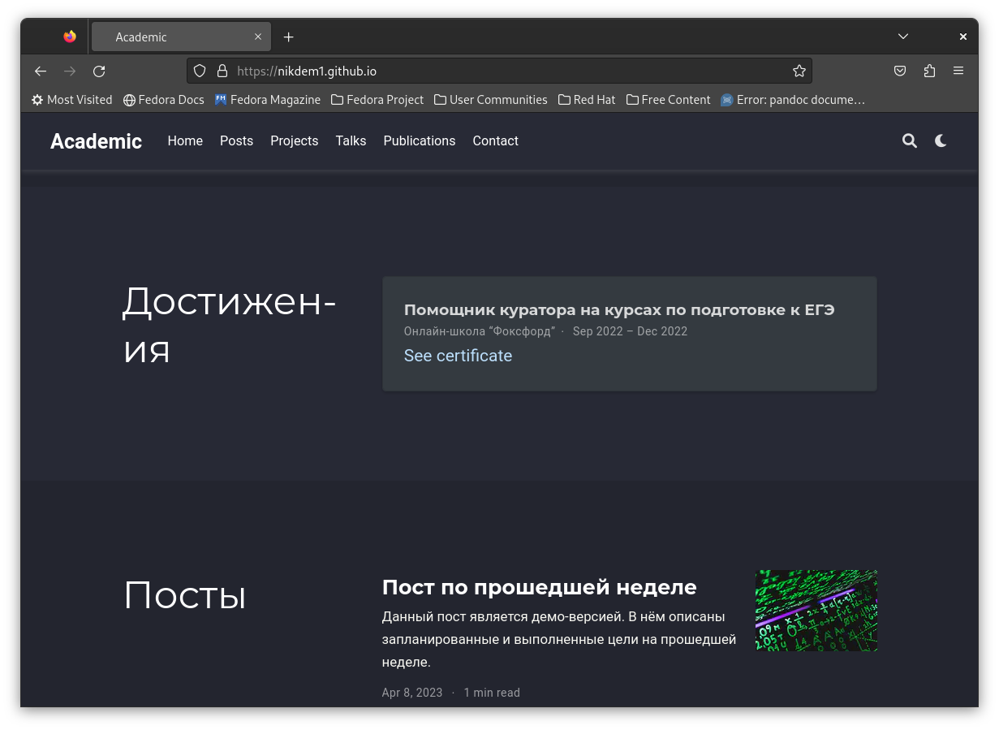 Academic
https://nikdem1.github.io
Most Visited Fedora Docs Fedora Magazine Fedora Project User Communities Red Hat Free Content Error: pandoc docume…
Academic Home Posts Projects Talks Publications Contact
Достижен-
ия
Помощник куратора на курсах по подготовке к ЕГЭ
Онлайн-школа “Фоксфорд” · Sep 2022 – Dec 2022
See certificate
Посты
Пост по прошедшей неделе
Данный пост является демо-версией. В нём описаны
запланированные и выполненные цели на прошедшей
неделе.
Apr 8, 2023 · 1 min read